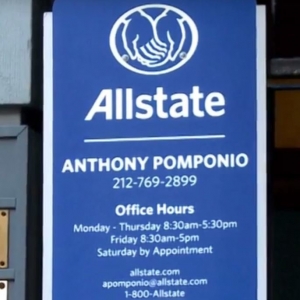 Allstate
ANTHONY POMPONIO
212-769-2899
Office Hours
Monday - Thursday 8:30am-5:30pm
Friday 8:30am-5pm
Saturday by Appointment
allstate.com
apomponio@allstate.com
1-800-Allstate